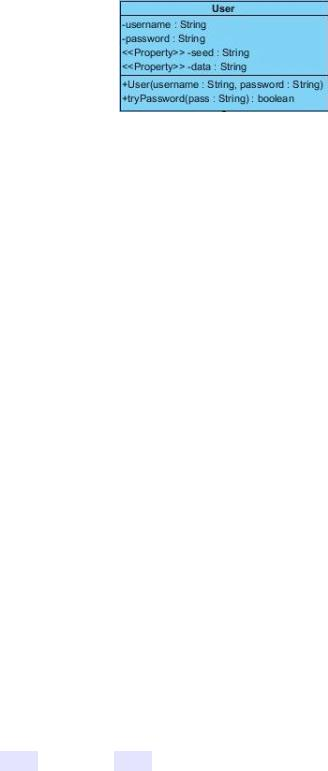 User
-username : String
-password : String
<<Property>> -seed : String
<<Property>> -data : String
+User(username : String, password : String)
+tryPassword(pass : String) : boolean